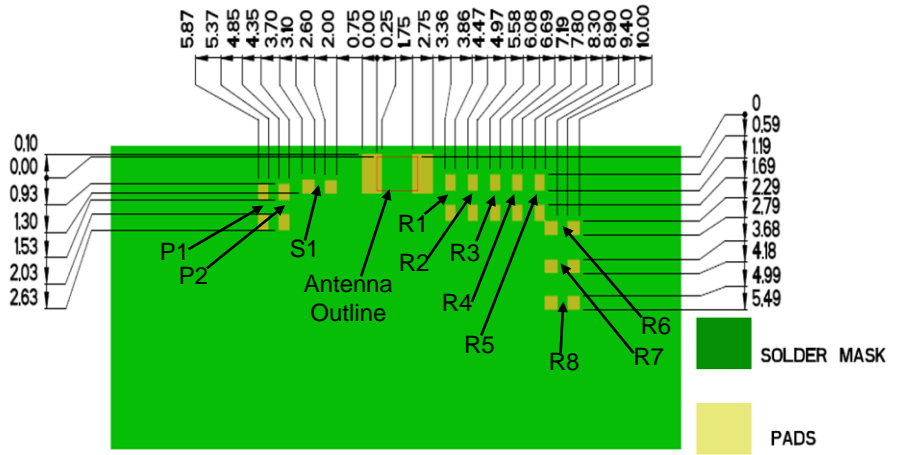 5.87
5.37
4.85
4.35
3.70
3.10
2.60
2.00
0.75
0.00
0.25
1.75
2.75
3.36
3.86
4.47
4.97
5.58
6.08
6.69
7.19
7.80
8.30
8.90
9.40
10.00
0.10
0.00
0.93
1.30
1.53
2.03
2.63
0
0.59
1.19
1.69
2.29
2.79
3.68
4.18
4.99
5.49
P1
P2
S1
Antenna
Outline
R1
R2
R3
R4
R5
R6
R7
R8
SOLDER MASK
PADS